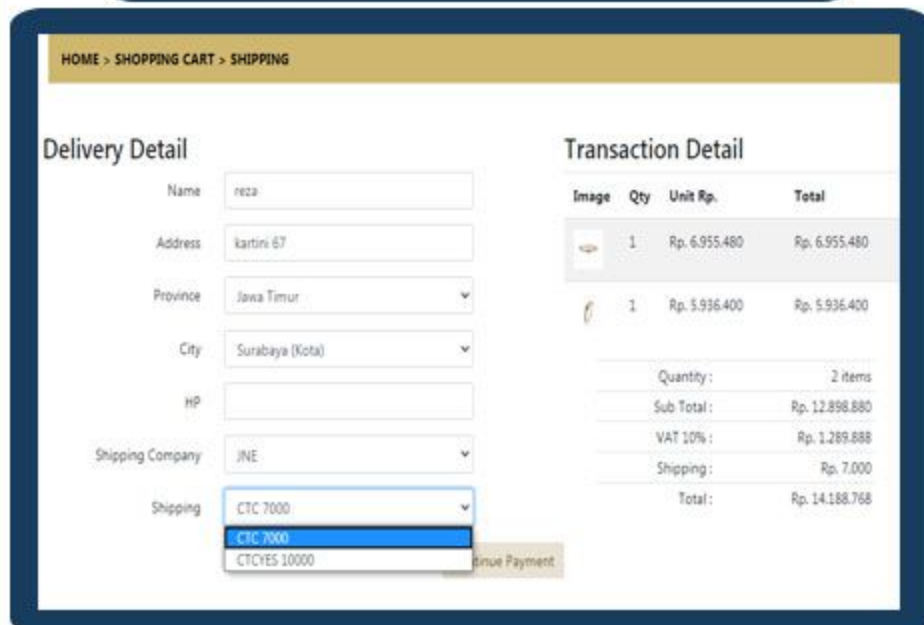 HOME > SHOPPING CART > SHIPPING
Delivery Detail
Name
reza
Address
kartini 67
Province
Jawa Timur
City
Surabaya (Kota)
HP
Shipping Company
JNE
Shipping
CTC 7000
CTC 7000
CTCYES 10000
tinue Payment
Transaction Detail
Image Qty Unit Rp. Total
1 Rp. 6.955.480 Rp. 6.955.480
1 Rp. 5.936.400 Rp. 5.936.400
Quantity : 2 items
Sub Total : Rp. 12.898.880
VAT 10% : Rp. 1.289.888
Shipping : Rp. 7.000
Total : Rp. 14.188.768